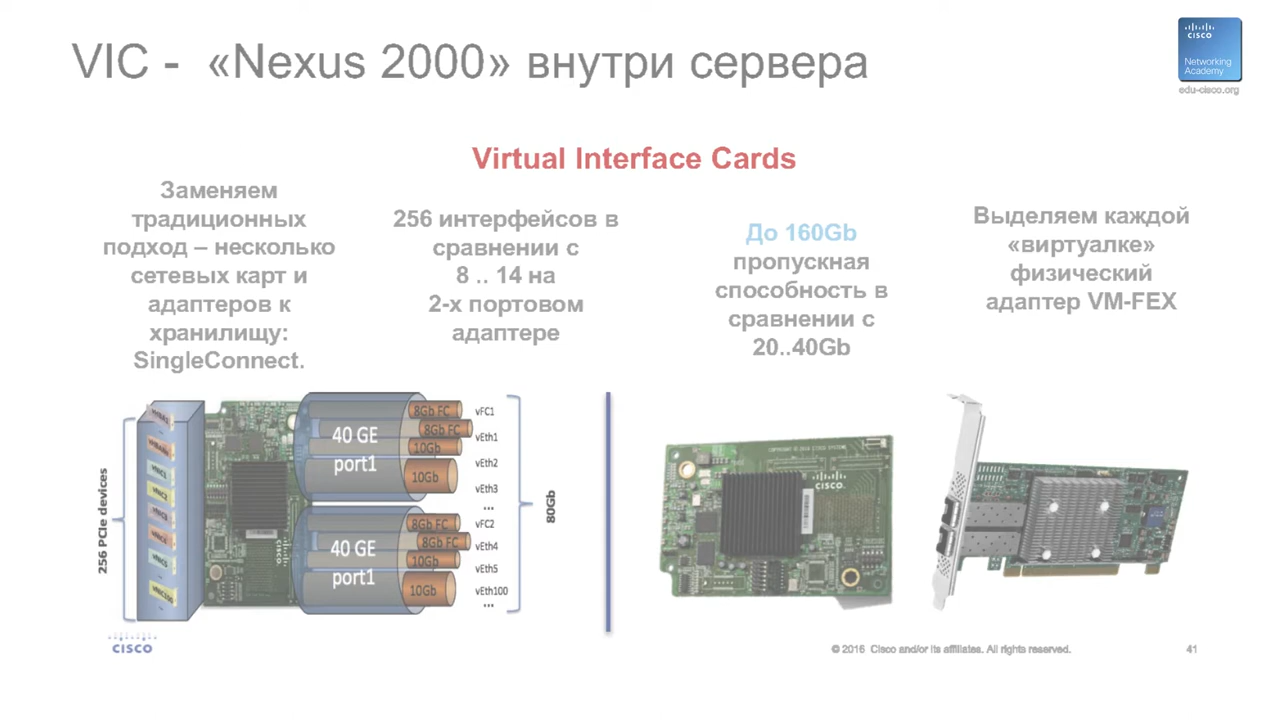 VIC - «Nexus 2000» внутри сервера
cisco
Networking
Academy
edu-cisco.org
Virtual Interface Cards
Заменяем
традиционных
подход – несколько
сетевых карт и
адаптеров к
хранилищу:
SingleConnect.
256 интерфейсов в
сравнении с
8 .. 14 на
2-х портовом
адаптере
До 160Gb
пропускная
способность в
сравнении с
20..40Gb
Выделяем каждой
«виртуалке»
физический
адаптер VM-FEX
256 PCIe devices
40 GE
port1
8Gb FC
8Gb FC
10Gb
10Gb
vFC1
vEth1
vEth2
vEth3
...
40 GE
port1
8Gb FC
8Gb FC
10Gb
10Gb
vFC2
vEth4
vEth5
vEth100
...
80Gb
CISCO
CISCO
© 2016 Cisco and/or its affiliates. All rights reserved.
41